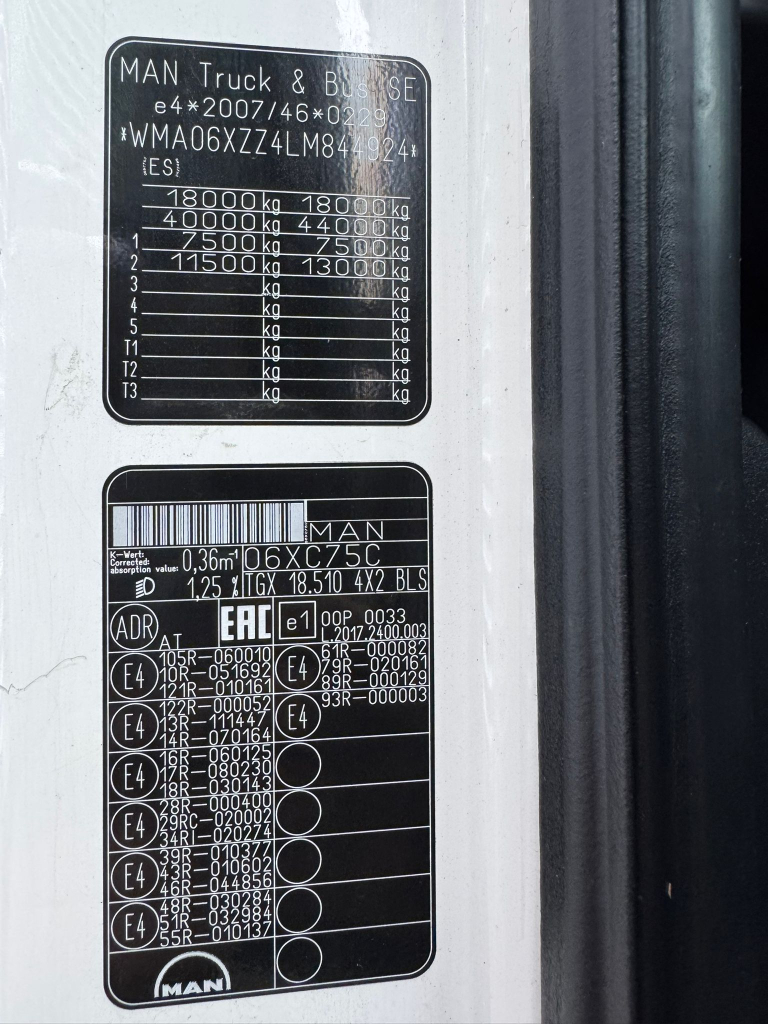 MAN Truck & Bus SE
e4*2007/46*0229
*WMA06XZZ4LM844924*
(ES)
18000 kg 18000 kg
40000 kg 44000 kg
1 7500 kg 7500 kg
2 11500 kg 13000 kg
3 kg kg
4 kg kg
5 kg kg
T1 kg kg
T2 kg kg
T3 kg kg
MAN
K-Wert:
Corrected:
absorption value: 0,36m⁻¹ 06XC75C
1,25 % TGX 18.510 4X2 BLS
ADR AT EAC e1 00P 0033
L.2017.2400.003
E4 105R-060010 E4 61R-000082
10R-051692 79R-020161
121R-010161 89R-000129
E4 122R-000052 E4 93R-000003
13R-111447
14R-070164
E4 16R-060125
17R-080239
18R-030143
E4 28R-000400
29RC-020002
34RI-020274
E4 39R-010377
43R-010602
46R-044856
E4 48R-030284
51R-032984
55R-010137
MAN